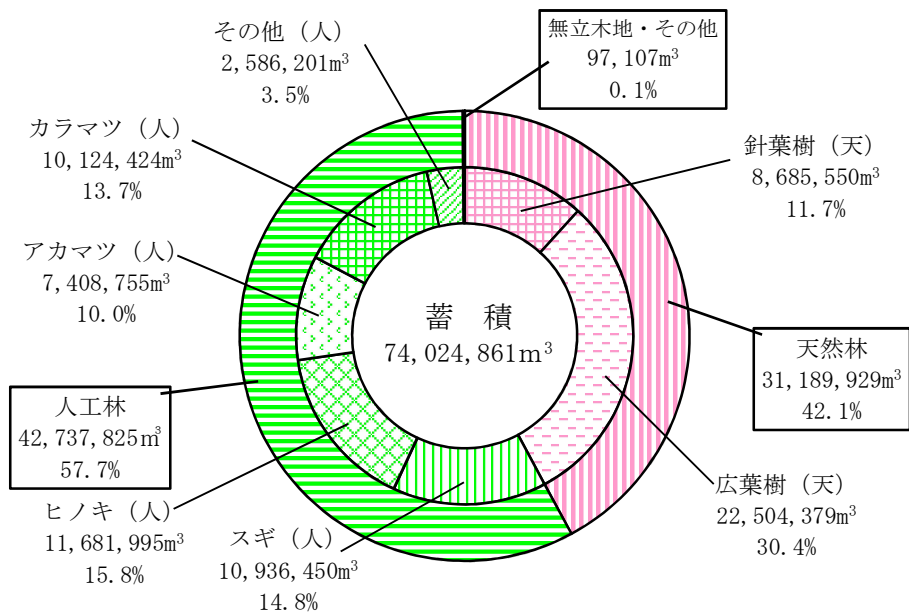 その他（人）
2,586,201m³
3.5%
無立木地・その他
97,107m³
0.1%
カラマツ（人）
10,124,424m³
13.7%
針葉樹（天）
8,685,550m³
11.7%
アカマツ（人）
7,408,755m³
10.0%
蓄　積
74,024,861m³
天然林
31,189,929m³
42.1%
人工林
42,737,825㎥
57.7%
広葉樹（天）
22,504,379m³
30.4%
ヒノキ（人）
11,681,995m³
15.8%
スギ（人）
10,936,450m³
14.8%